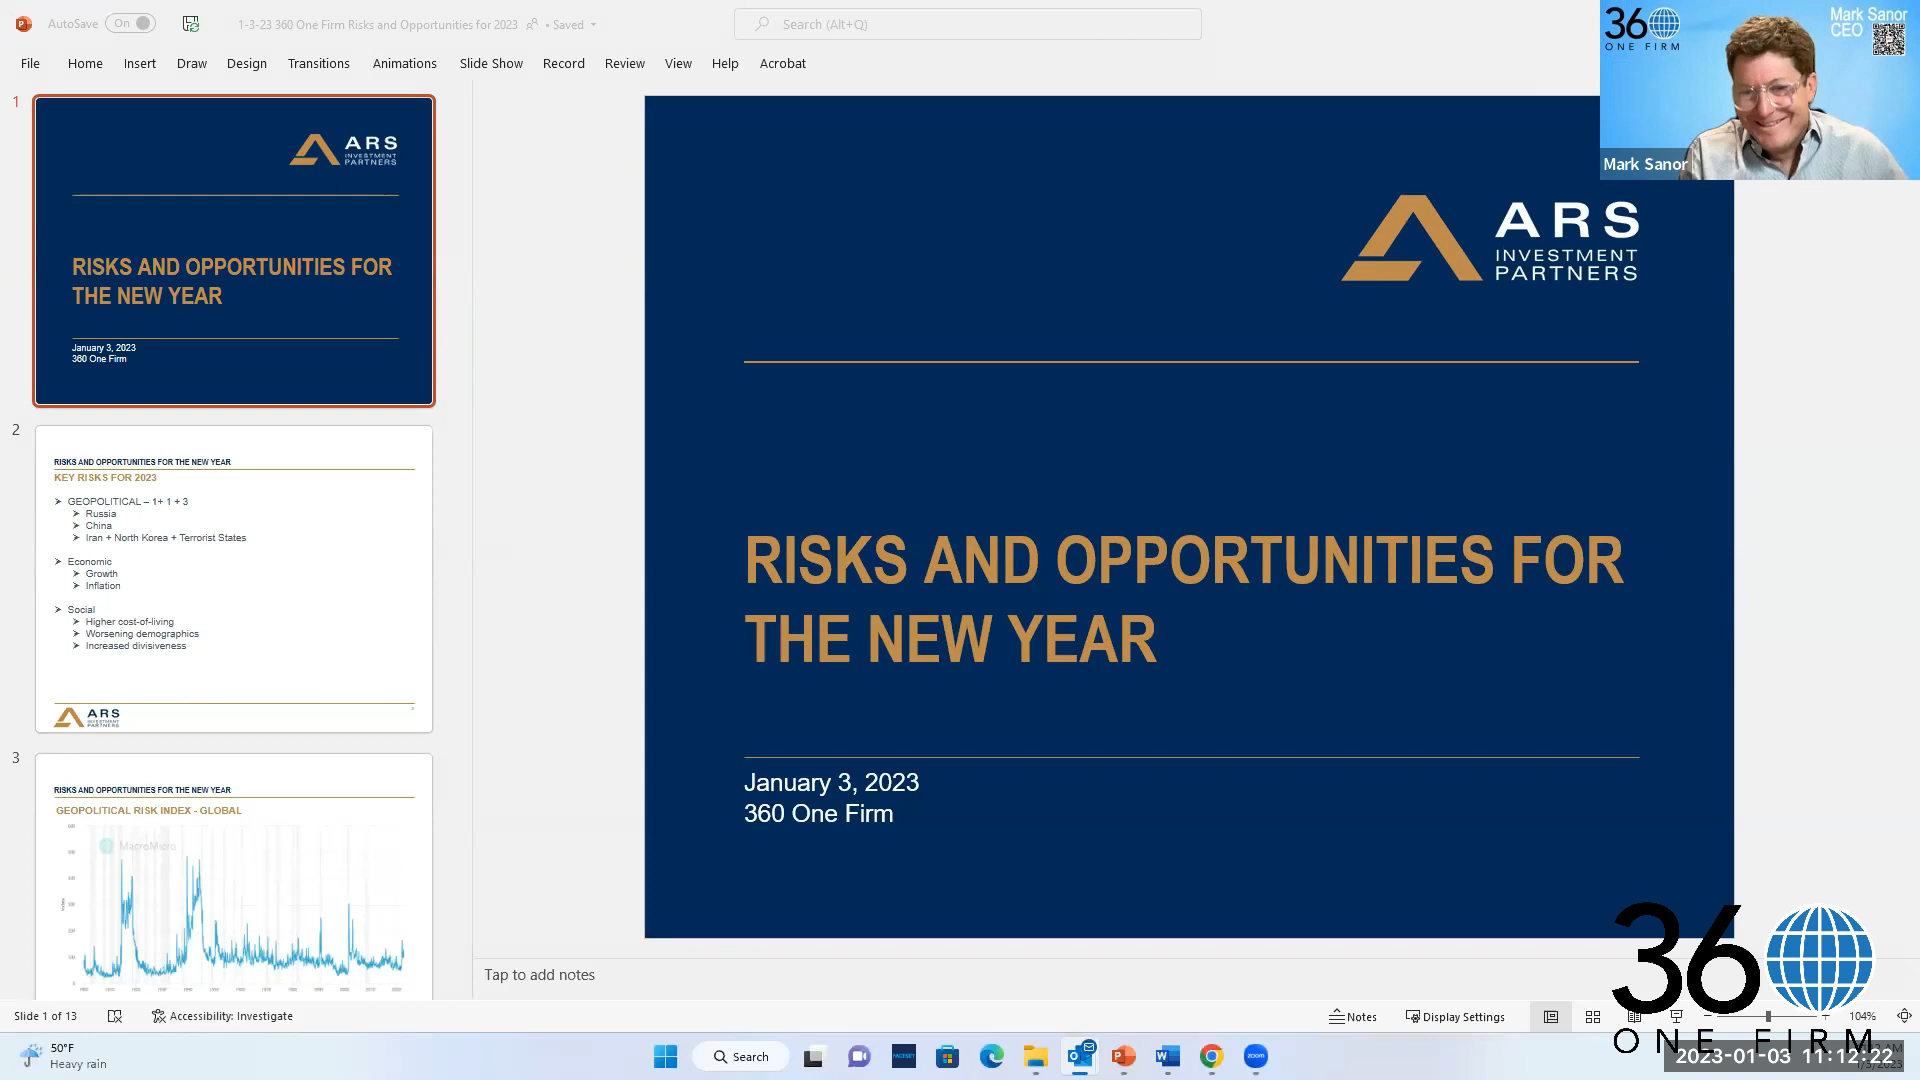 AutoSave On 1-3-23 360 One Firm Risks and Opportunities for 2023 • Saved
Search (Alt+Q)
File Home Insert Draw Design Transitions Animations Slide Show Record Review View Help Acrobat
360
ONE FIRM
Mark Sanor
CEO
Mark Sanor
1
ARS
INVESTMENT
PARTNERS
RISKS AND OPPORTUNITIES FOR
THE NEW YEAR
January 3, 2023
360 One Firm
2
RISKS AND OPPORTUNITIES FOR THE NEW YEAR
KEY RISKS FOR 2023
➢ GEOPOLITICAL – 1+ 1 + 3
➢ Russia
➢ China
➢ Iran + North Korea + Terrorist States
➢ Economic
➢ Growth
➢ Inflation
➢ Social
➢ Higher cost-of-living
➢ Worsening demographics
➢ Increased divisiveness
ARS
INVESTMENT
PARTNERS
3
RISKS AND OPPORTUNITIES FOR THE NEW YEAR
GEOPOLITICAL RISK INDEX - GLOBAL
MacroMicro
ARS
INVESTMENT
PARTNERS
RISKS AND OPPORTUNITIES FOR
THE NEW YEAR
January 3, 2023
360 One Firm
Tap to add notes
360
ONE FIRM
Slide 1 of 13 Accessibility: Investigate Notes Display Settings 104%
50°F
Heavy rain
Search
zoom
2023-01-03 11:12:22